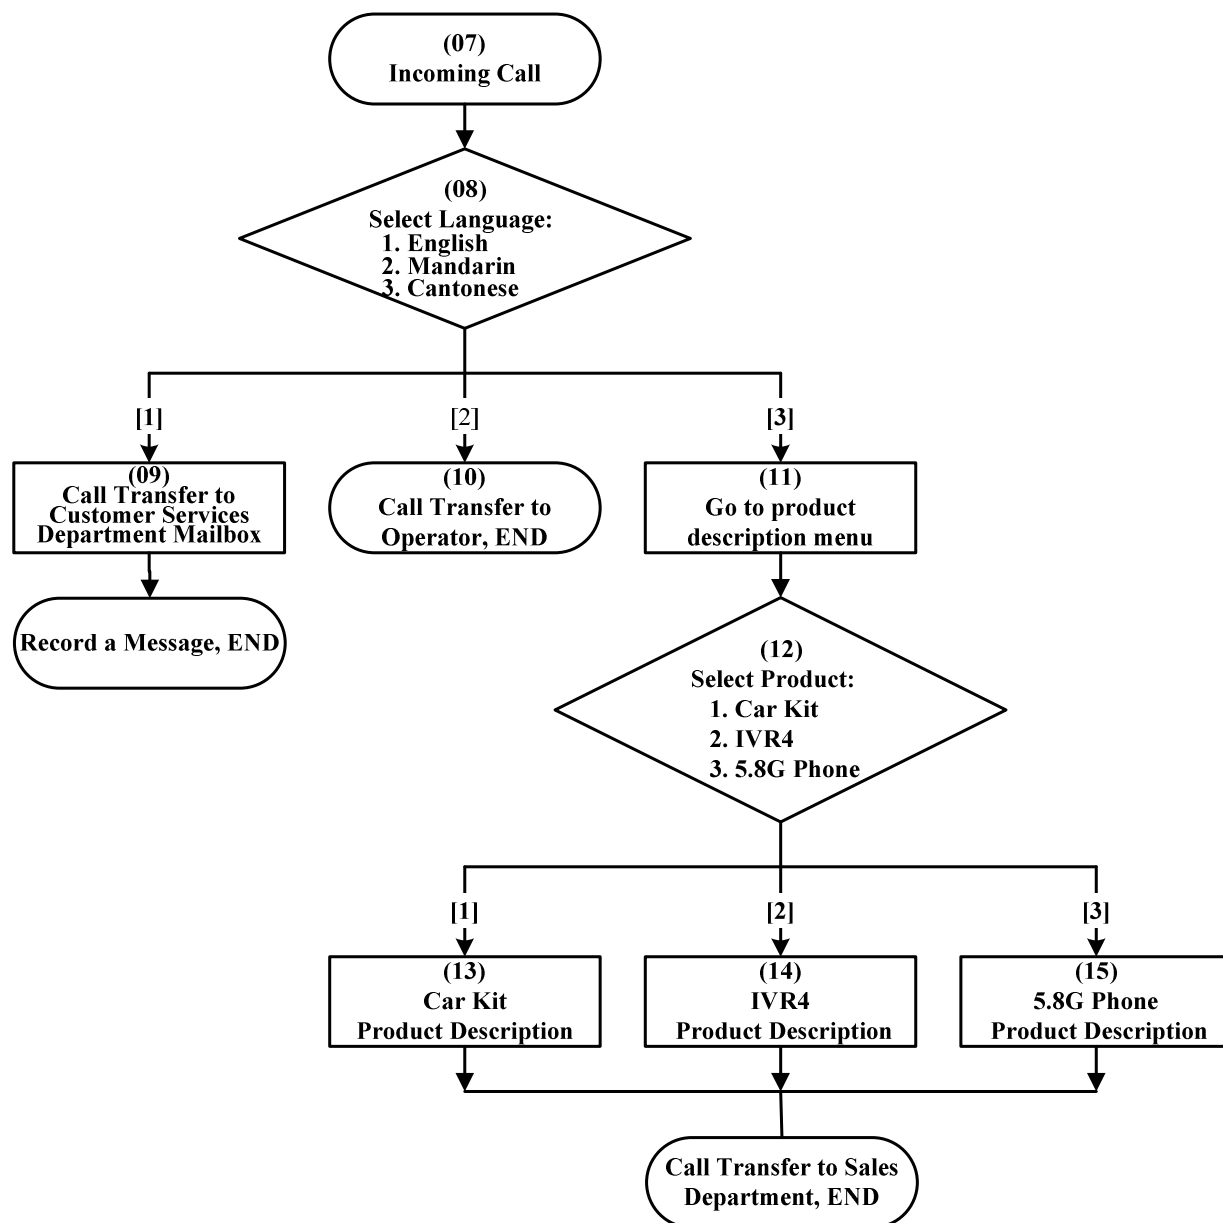 (07)
Incoming Call
(08)
Select Language:
1. English
2. Mandarin
3. Cantonese
[1]
[2]
[3]
(09)
Call Transfer to
Customer Services
Department Mailbox
(10)
Call Transfer to
Operator, END
(11)
Go to product
description menu
Record a Message, END
(12)
Select Product:
1. Car Kit
2. IVR4
3. 5.8G Phone
[1]
[2]
[3]
(13)
Car Kit
Product Description
(14)
IVR4
Product Description
(15)
5.8G Phone
Product Description
Call Transfer to Sales
Department, END